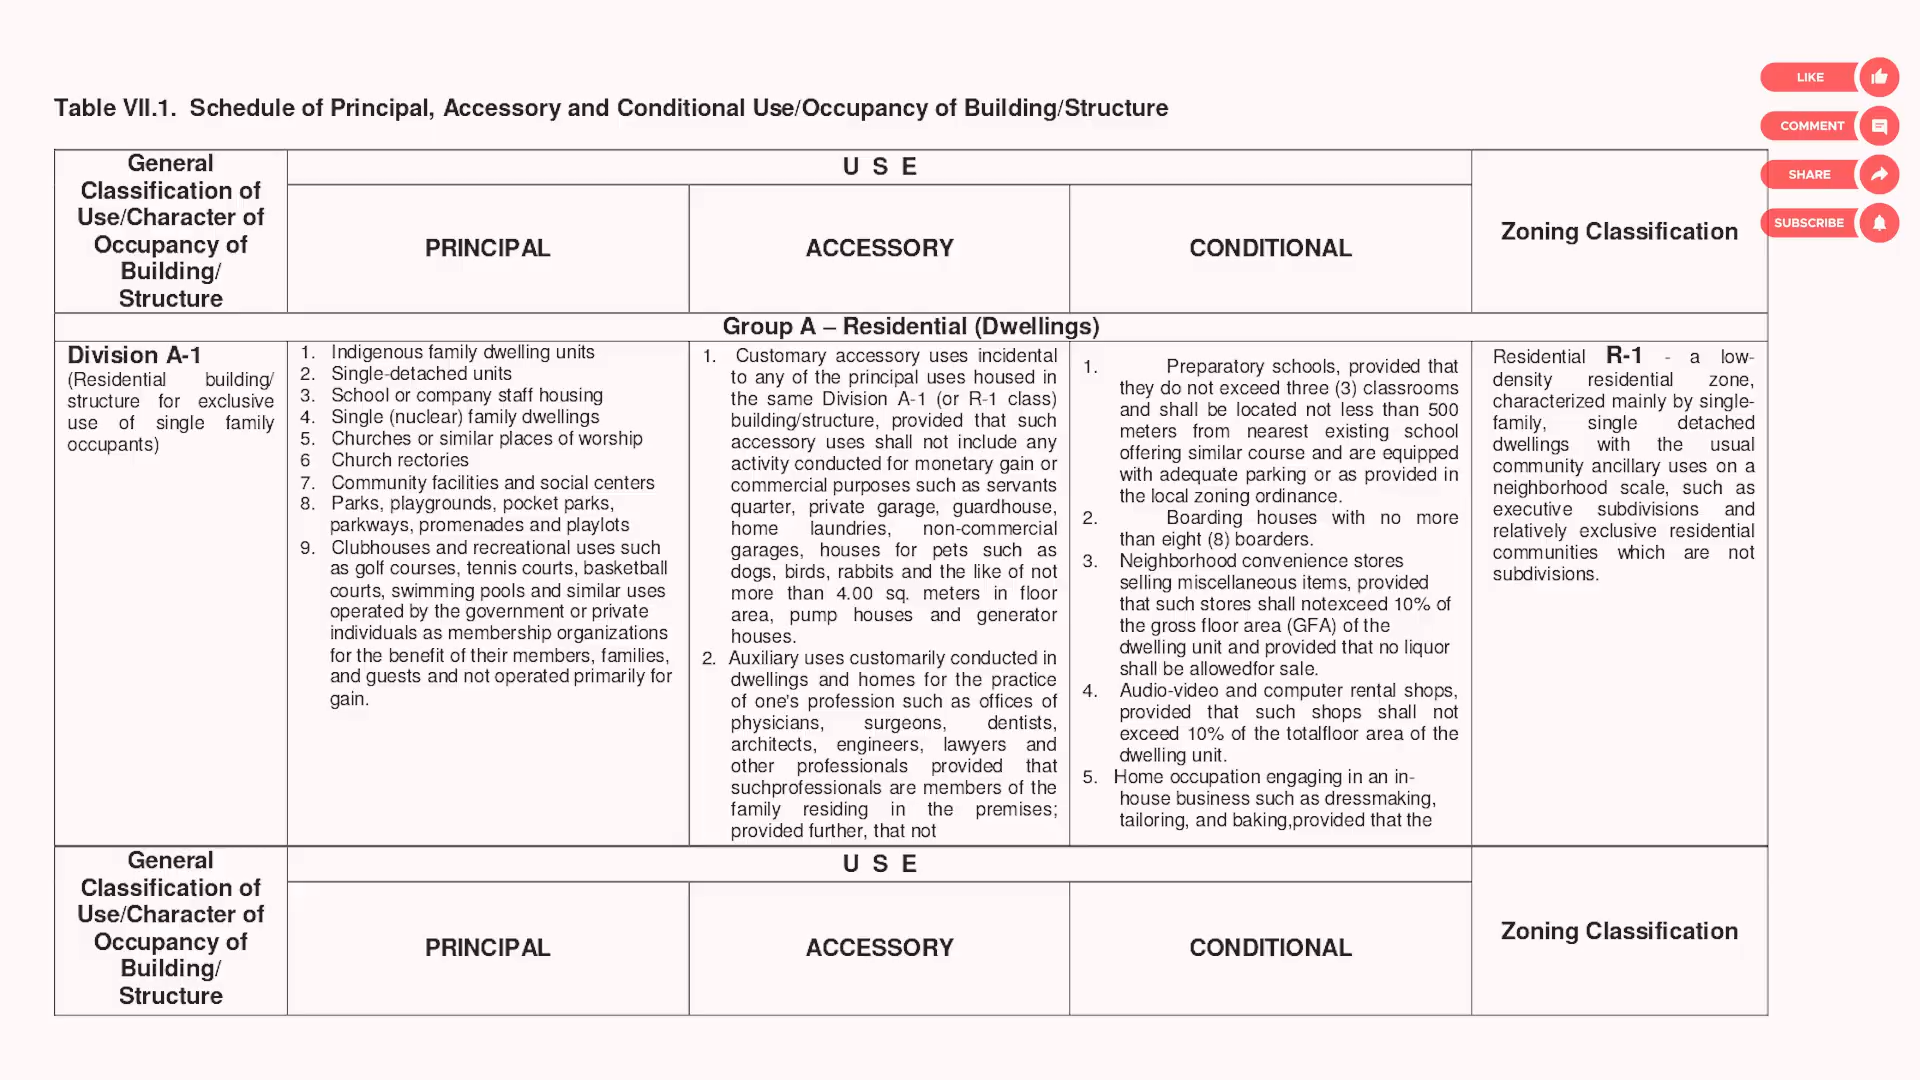 LIKE
COMMENT
SHARE
SUBSCRIBE
Table VII.1. Schedule of Principal, Accessory and Conditional Use/Occupancy of Building/Structure
General
Classification of
Use/Character of
Occupancy of
Building/
Structure
U S E
PRINCIPAL
ACCESSORY
CONDITIONAL
Zoning Classification
Group A – Residential (Dwellings)
Division A-1
(Residential building/
structure for exclusive
use of single family
occupants)
1. Indigenous family dwelling units
2. Single-detached units
3. School or company staff housing
4. Single (nuclear) family dwellings
5. Churches or similar places of worship
6 Church rectories
7. Community facilities and social centers
8. Parks, playgrounds, pocket parks,
parkways, promenades and playlots
9. Clubhouses and recreational uses such
as golf courses, tennis courts, basketball
courts, swimming pools and similar uses
operated by the government or private
individuals as membership organizations
for the benefit of their members, families,
and guests and not operated primarily for
gain.
1. Customary accessory uses incidental
to any of the principal uses housed in
the same Division A-1 (or R-1 class)
building/structure, provided that such
accessory uses shall not include any
activity conducted for monetary gain or
commercial purposes such as servants
quarter, private garage, guardhouse,
home laundries, non-commercial
garages, houses for pets such as
dogs, birds, rabbits and the like of not
more than 4.00 sq. meters in floor
area, pump houses and generator
houses.
2. Auxiliary uses customarily conducted in
dwellings and homes for the practice
of one's profession such as offices of
physicians, surgeons, dentists,
architects, engineers, lawyers and
other professionals provided that
suchprofessionals are members of the
family residing in the premises;
provided further, that not
1. Preparatory schools, provided that
they do not exceed three (3) classrooms
and shall be located not less than 500
meters from nearest existing school
offering similar course and are equipped
with adequate parking or as provided in
the local zoning ordinance.
2. Boarding houses with no more
than eight (8) boarders.
3. Neighborhood convenience stores
selling miscellaneous items, provided
that such stores shall notexceed 10% of
the gross floor area (GFA) of the
dwelling unit and provided that no liquor
shall be allowedfor sale.
4. Audio-video and computer rental shops,
provided that such shops shall not
exceed 10% of the totalfloor area of the
dwelling unit.
5. Home occupation engaging in an in-
house business such as dressmaking,
tailoring, and baking,provided that the
Residential R-1 - a low-
density residential zone,
characterized mainly by single-
family, single detached
dwellings with the usual
community ancillary uses on a
neighborhood scale, such as
executive subdivisions and
relatively exclusive residential
communities which are not
subdivisions.
General
Classification of
Use/Character of
Occupancy of
Building/
Structure
U S E
PRINCIPAL
ACCESSORY
CONDITIONAL
Zoning Classification